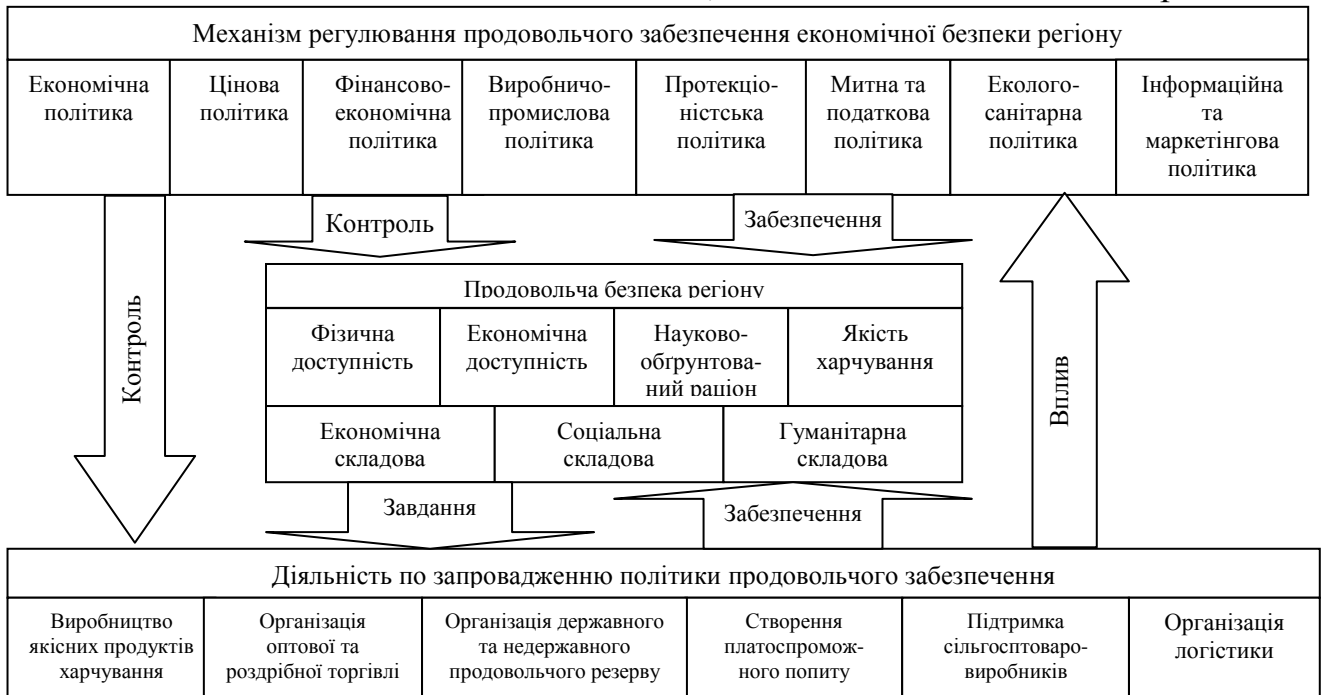 Механізм регулювання продовольчого забезпечення економічної безпеки регіону
Економічна
політика
Цінова
політика
Фінансово-
економічна
політика
Виробничо-
промислова
політика
Протекціо-
ністська
політика
Митна та
податкова
політика
Еколого-
санітарна
політика
Інформаційна
та
маркетінгова
політика
Контроль
Забезпечення
Контроль
Продовольча безпека регіону
Фізична
доступність
Економічна
доступність
Науково-
обґрунтова-
ний раціон
Якість
харчування
Економічна
складова
Соціальна
складова
Гуманітарна
складова
Вплив
Завдання
Забезпечення
Діяльність по запровадженню політики продовольчого забезпечення
Виробництво
якісних продуктів
харчування
Організація
оптової та
роздрібної торгівлі
Організація державного
та недержавного
продовольчого резерву
Створення
платоспромож-
ного попиту
Підтримка
сільгосптоваро-
виробників
Організація
логістики